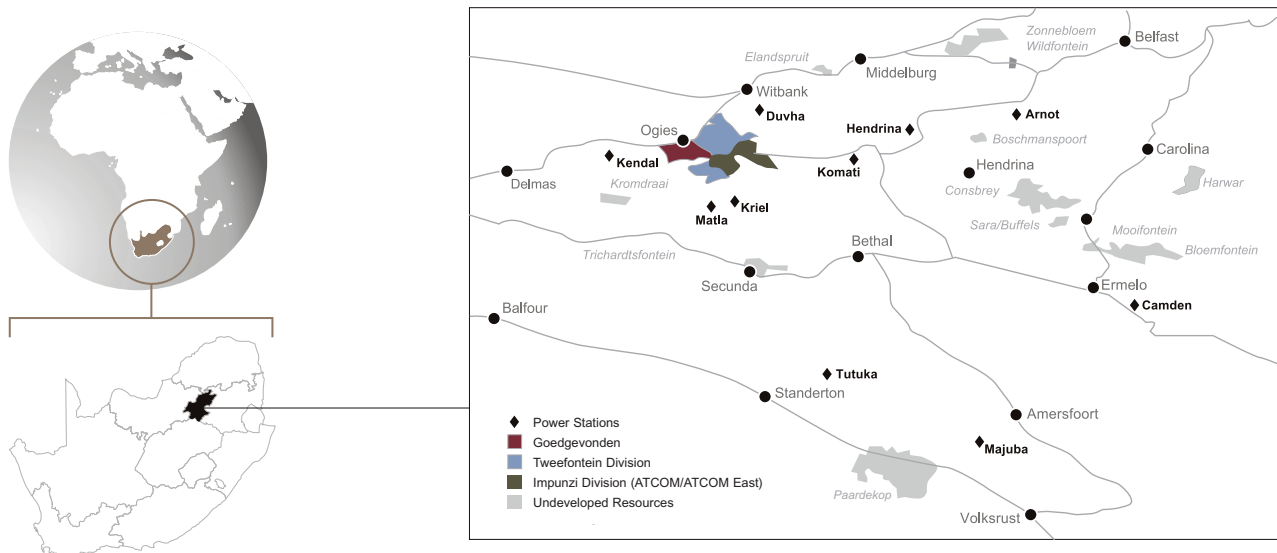 Zonnebloem
Wildfontein
Belfast
Elandspruit
Middelburg
Witbank
Duvha
Arnot
Hendrina
Ogies
Boschmanspoort
Carolina
Kendal
Komati
Hendrina
Delmas
Kromdraai
Consbrey
Harwar
Kriel
Matla
Sara/Buffels
Mooifontein
Bethal
Trichardtsfontein
Bloemfontein
Secunda
Ermelo
Balfour
Camden
Tutuka
Standerton
Amersfoort
Power Stations
Goedgevonden
Majuba
Tweefontein Division
Impunzi Division (ATCOM/ATCOM East)
Undeveloped Resources
Paardekop
Volksrust